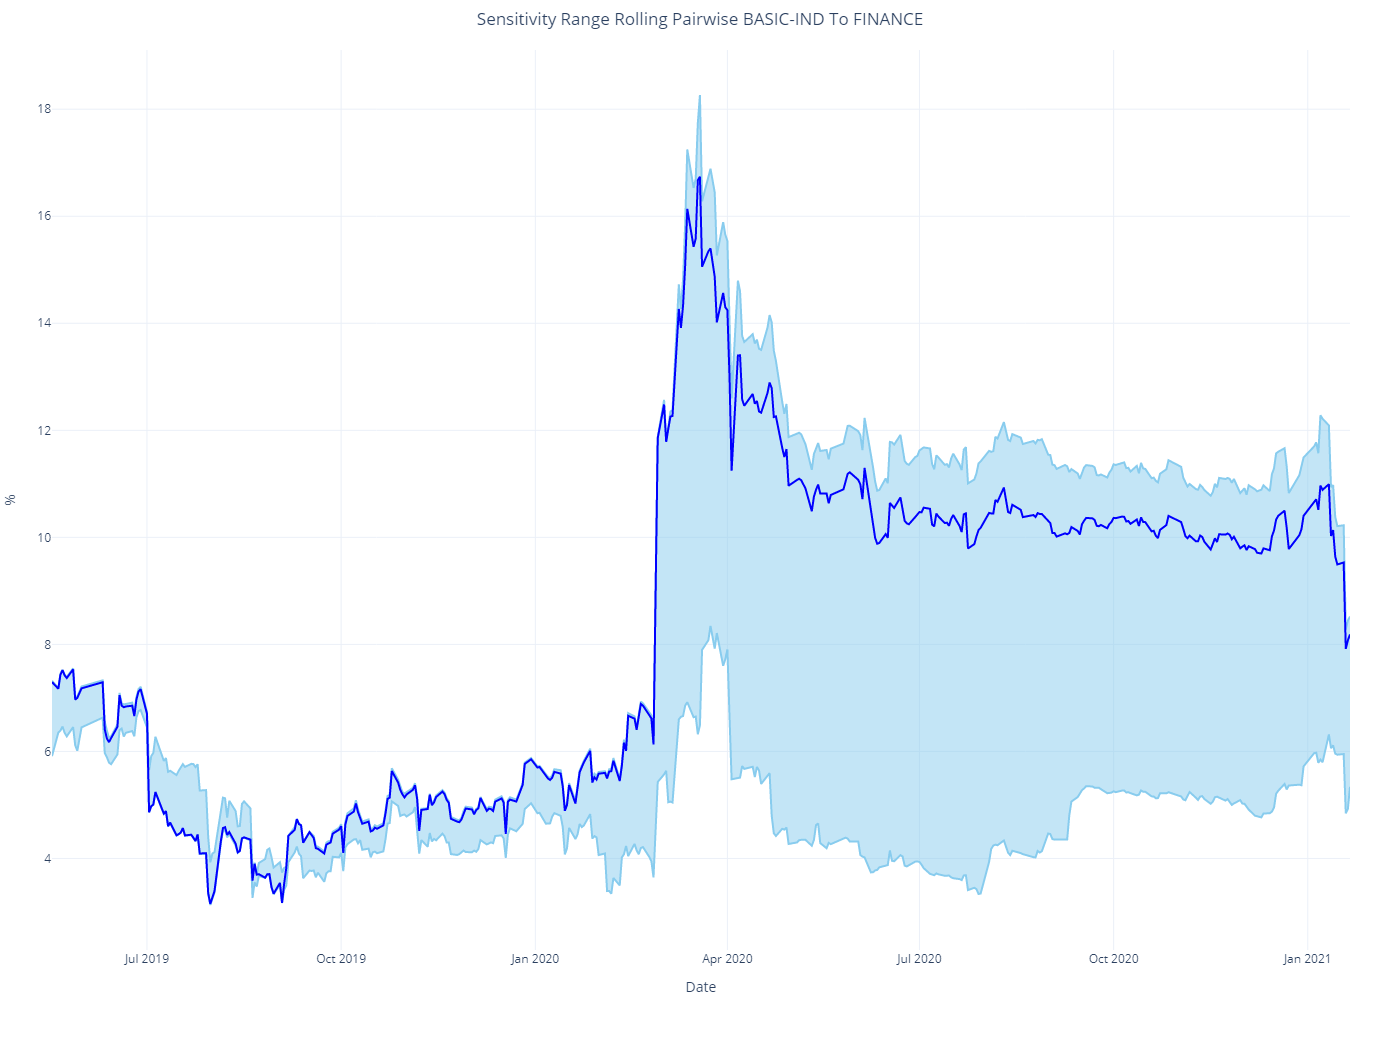 Sensitivity Range Rolling Pairwise BASIC-IND To FINANCE
18
16
14
12
10
8
6
4
%
Jul 2019
Oct 2019
Jan 2020
Apr 2020
Jul 2020
Oct 2020
Jan 2021
Date